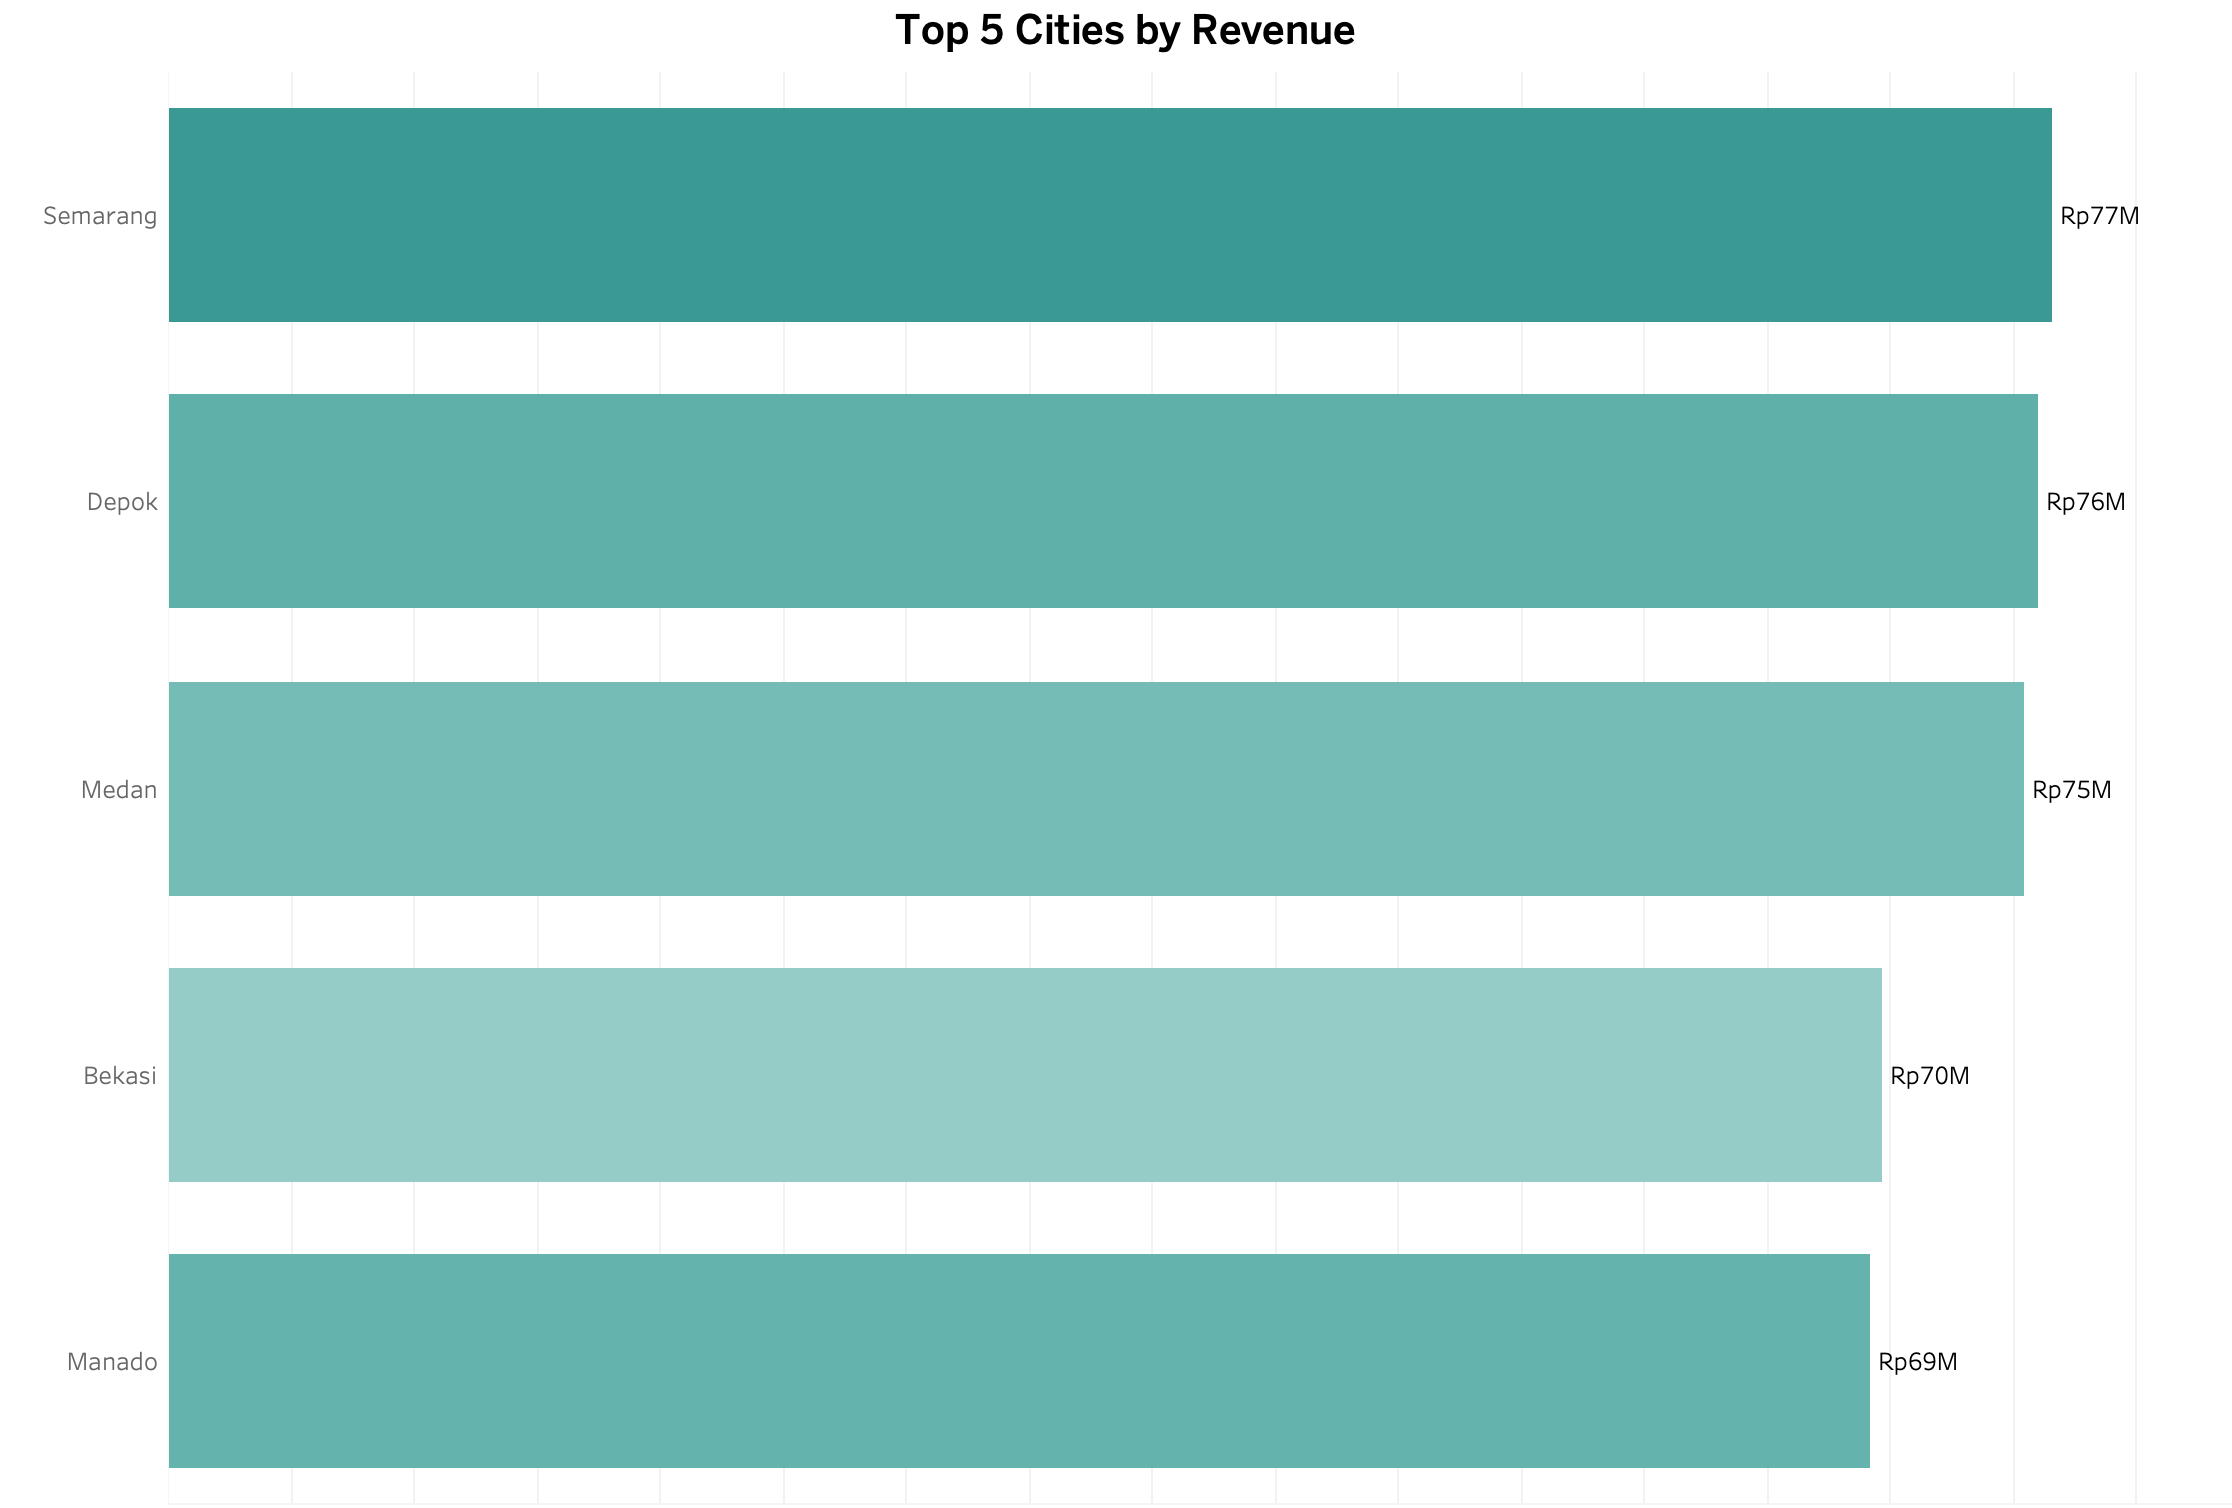 Top 5 Cities by Revenue
Semarang Rp77M
Depok Rp76M
Medan Rp75M
Bekasi Rp70M
Manado Rp69M